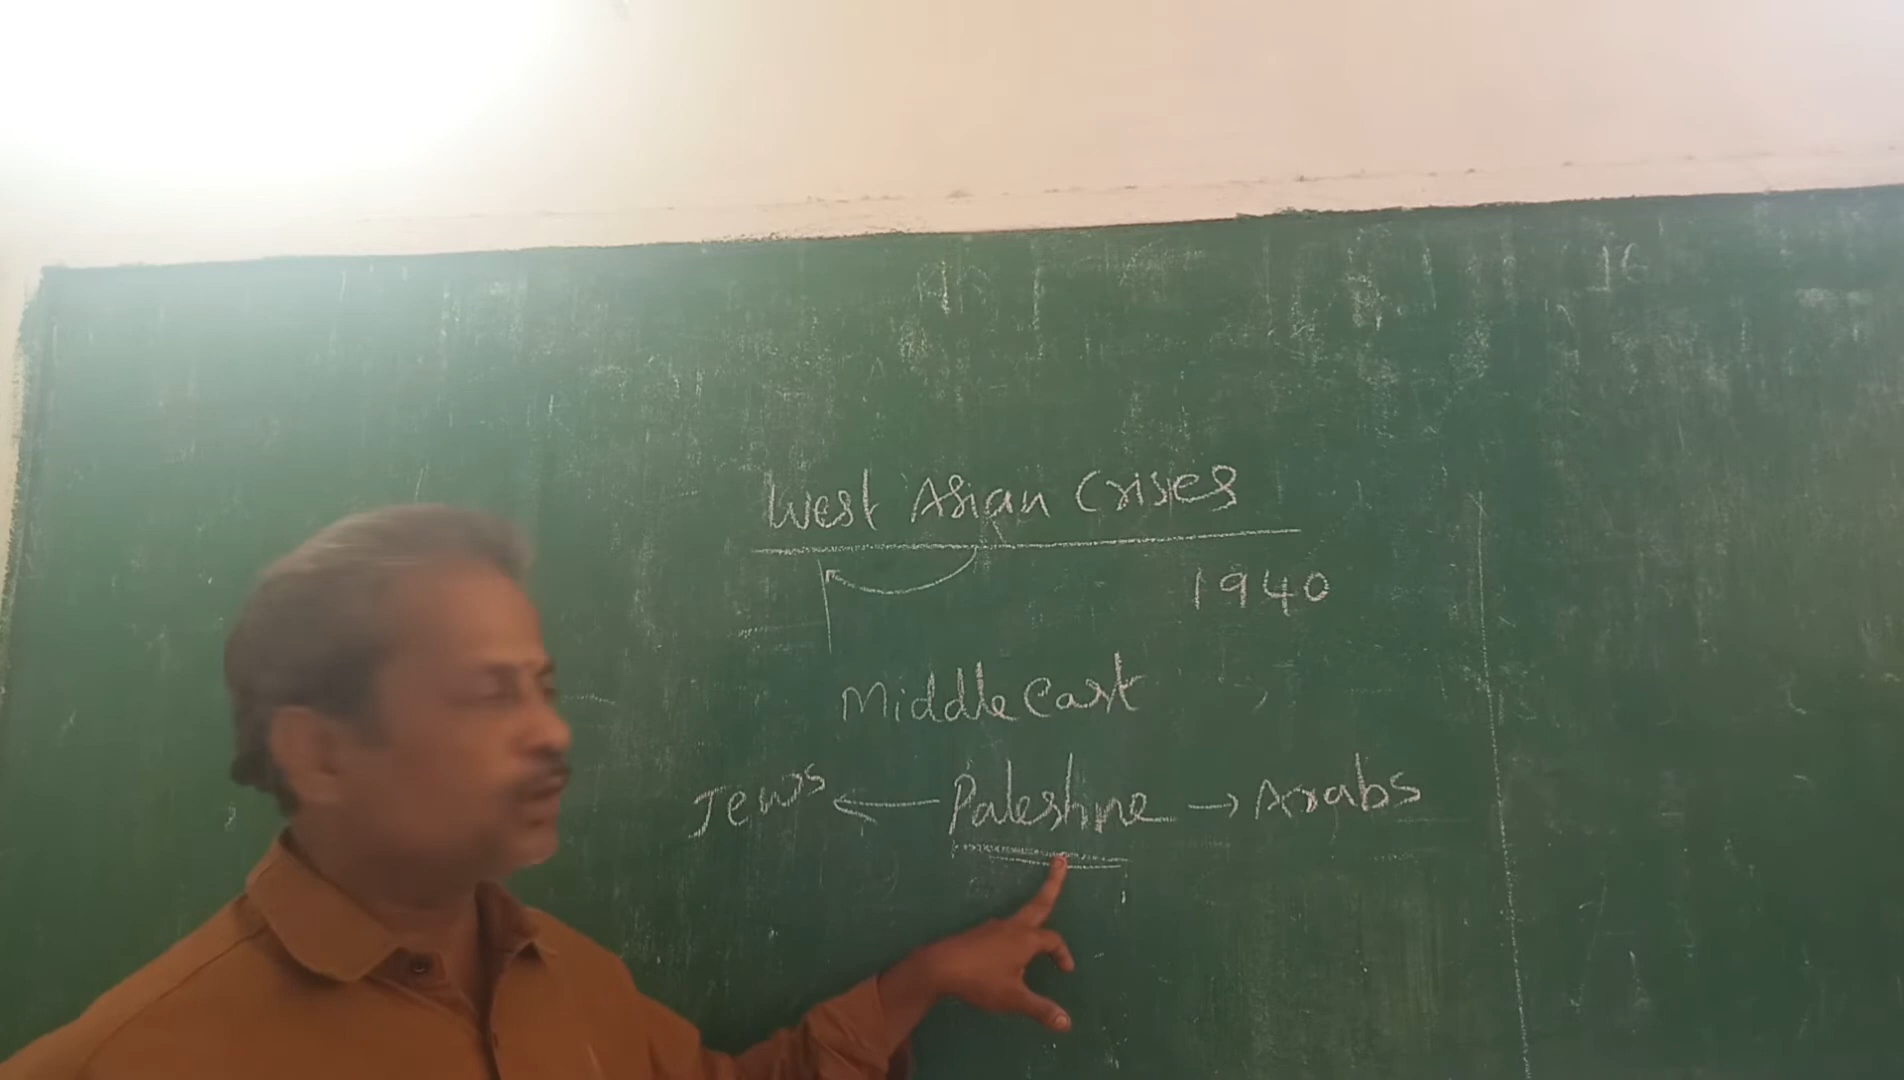 West Asian Crises
1940
Middle East
Jews ← Palestine → Arabs